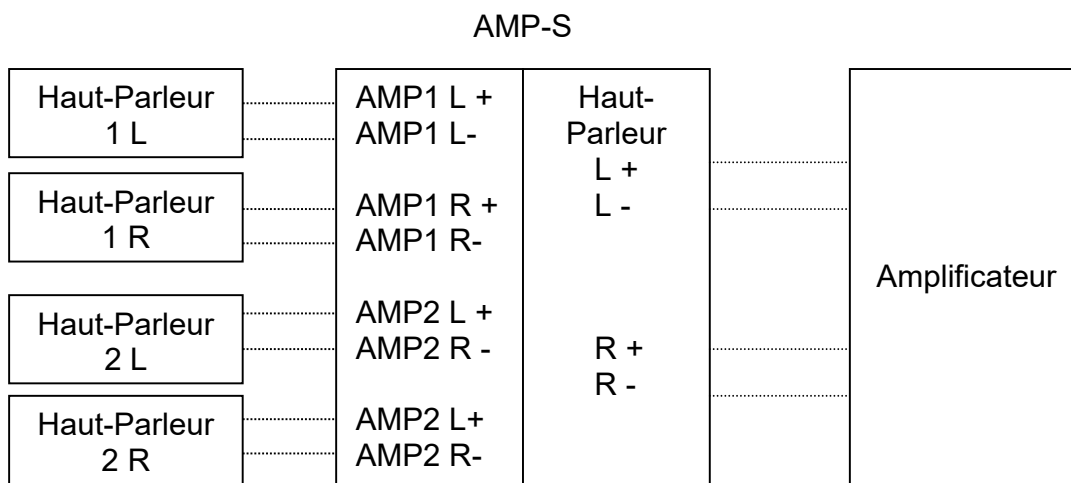 AMP-S
Haut-Parleur
1 L
Haut-Parleur
1 R
Haut-Parleur
2 L
Haut-Parleur
2 R
AMP1 L +
AMP1 L-
AMP1 R +
AMP1 R-
AMP2 L +
AMP2 R -
AMP2 L+
AMP2 R-
Haut-
Parleur
L +
L -
R +
R -
Amplificateur